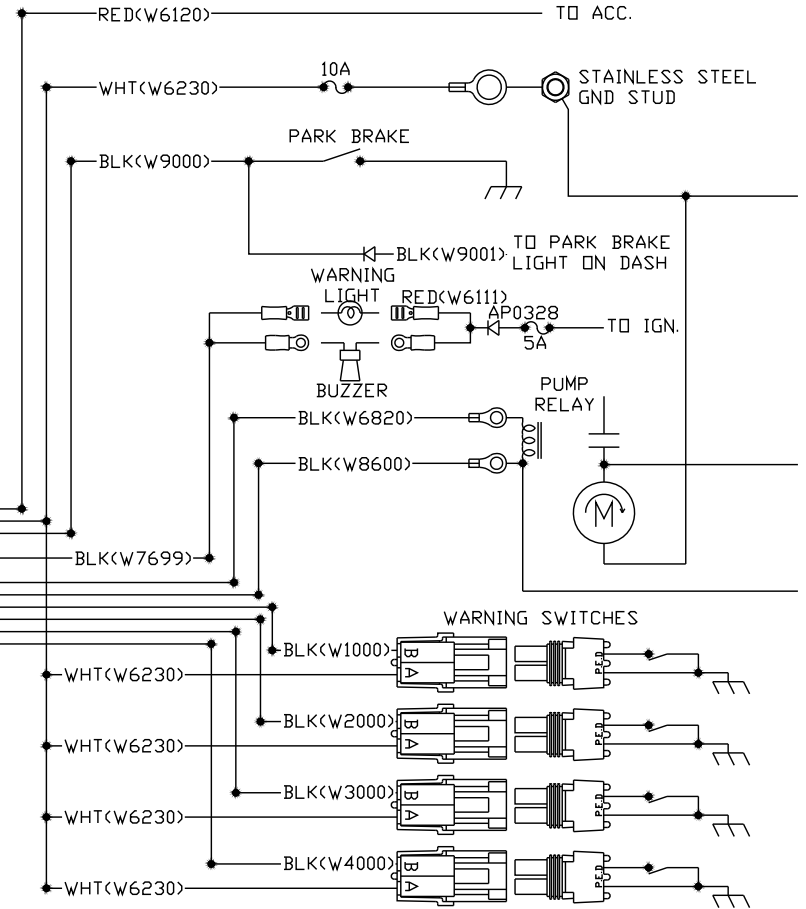 RED(W6120)
TO ACC.
10A
WHT(W6230)
STAINLESS STEEL
GND STUD
PARK BRAKE
BLK(W9000)
BLK(W9001)
TO PARK BRAKE
LIGHT ON DASH
WARNING
LIGHT
RED(W6111)
AP0328
TO IGN.
5A
BUZZER
PUMP
RELAY
BLK(W6820)
BLK(W8600)
M
BLK(W7699)
WARNING SWITCHES
BLK(W1000)
B
P.E.D
WHT(W6230)
A
BLK(W2000)
B
P.E.D
WHT(W6230)
A
BLK(W3000)
B
P.E.D
WHT(W6230)
A
BLK(W4000)
B
P.E.D
WHT(W6230)
A